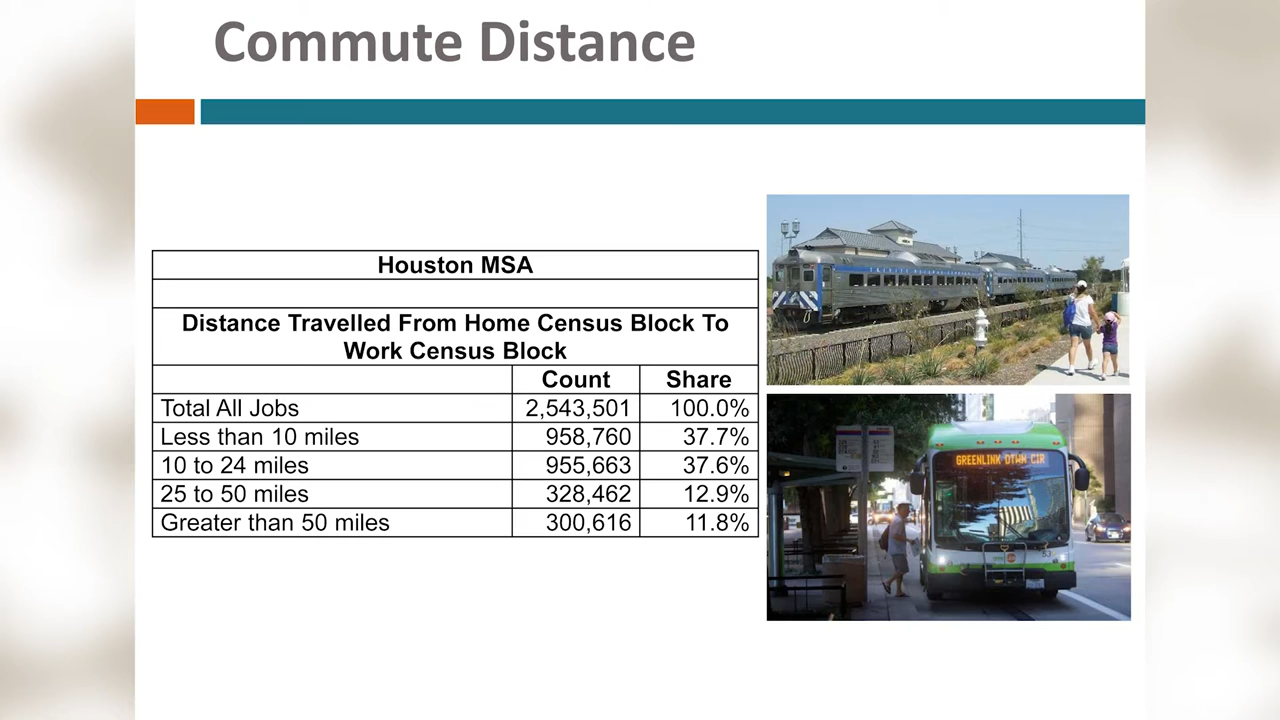 Commute Distance
Houston MSA
Distance Travelled From Home Census Block To
Work Census Block
Count Share
Total All Jobs 2,543,501 100.0%
Less than 10 miles 958,760 37.7%
10 to 24 miles 955,663 37.6%
25 to 50 miles 328,462 12.9%
Greater than 50 miles 300,616 11.8%
TRINITY RAILWAY EXPRESS
GREENLINK DTWN CIR